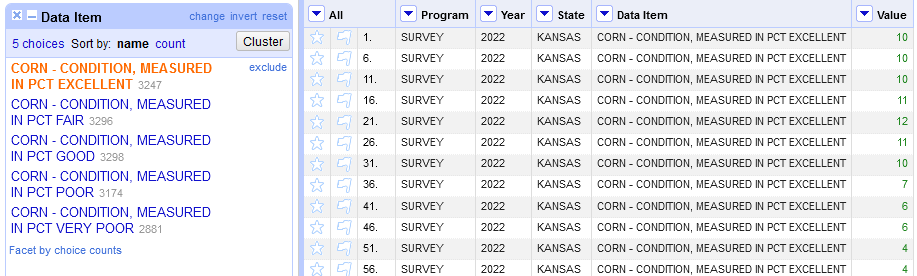 Data Item change invert reset
5 choices Sort by: name count Cluster
CORN - CONDITION, MEASURED
IN PCT EXCELLENT 3247 exclude
CORN - CONDITION, MEASURED
IN PCT FAIR 3296
CORN - CONDITION, MEASURED
IN PCT GOOD 3298
CORN - CONDITION, MEASURED
IN PCT POOR 3174
CORN - CONDITION, MEASURED
IN PCT VERY POOR 2881
Facet by choice counts
All Program Year State Data Item Value
1. SURVEY 2022 KANSAS CORN - CONDITION, MEASURED IN PCT EXCELLENT 10
6. SURVEY 2022 KANSAS CORN - CONDITION, MEASURED IN PCT EXCELLENT 10
11. SURVEY 2022 KANSAS CORN - CONDITION, MEASURED IN PCT EXCELLENT 10
16. SURVEY 2022 KANSAS CORN - CONDITION, MEASURED IN PCT EXCELLENT 11
21. SURVEY 2022 KANSAS CORN - CONDITION, MEASURED IN PCT EXCELLENT 12
26. SURVEY 2022 KANSAS CORN - CONDITION, MEASURED IN PCT EXCELLENT 11
31. SURVEY 2022 KANSAS CORN - CONDITION, MEASURED IN PCT EXCELLENT 10
36. SURVEY 2022 KANSAS CORN - CONDITION, MEASURED IN PCT EXCELLENT 7
41. SURVEY 2022 KANSAS CORN - CONDITION, MEASURED IN PCT EXCELLENT 6
46. SURVEY 2022 KANSAS CORN - CONDITION, MEASURED IN PCT EXCELLENT 6
51. SURVEY 2022 KANSAS CORN - CONDITION, MEASURED IN PCT EXCELLENT 4
56. SURVEY 2022 KANSAS CORN - CONDITION, MEASURED IN PCT EXCELLENT 4